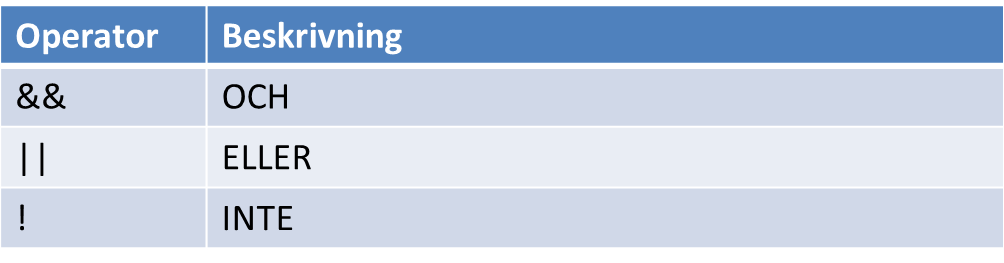 Operator Beskrivning
&& OCH
|| ELLER
! INTE